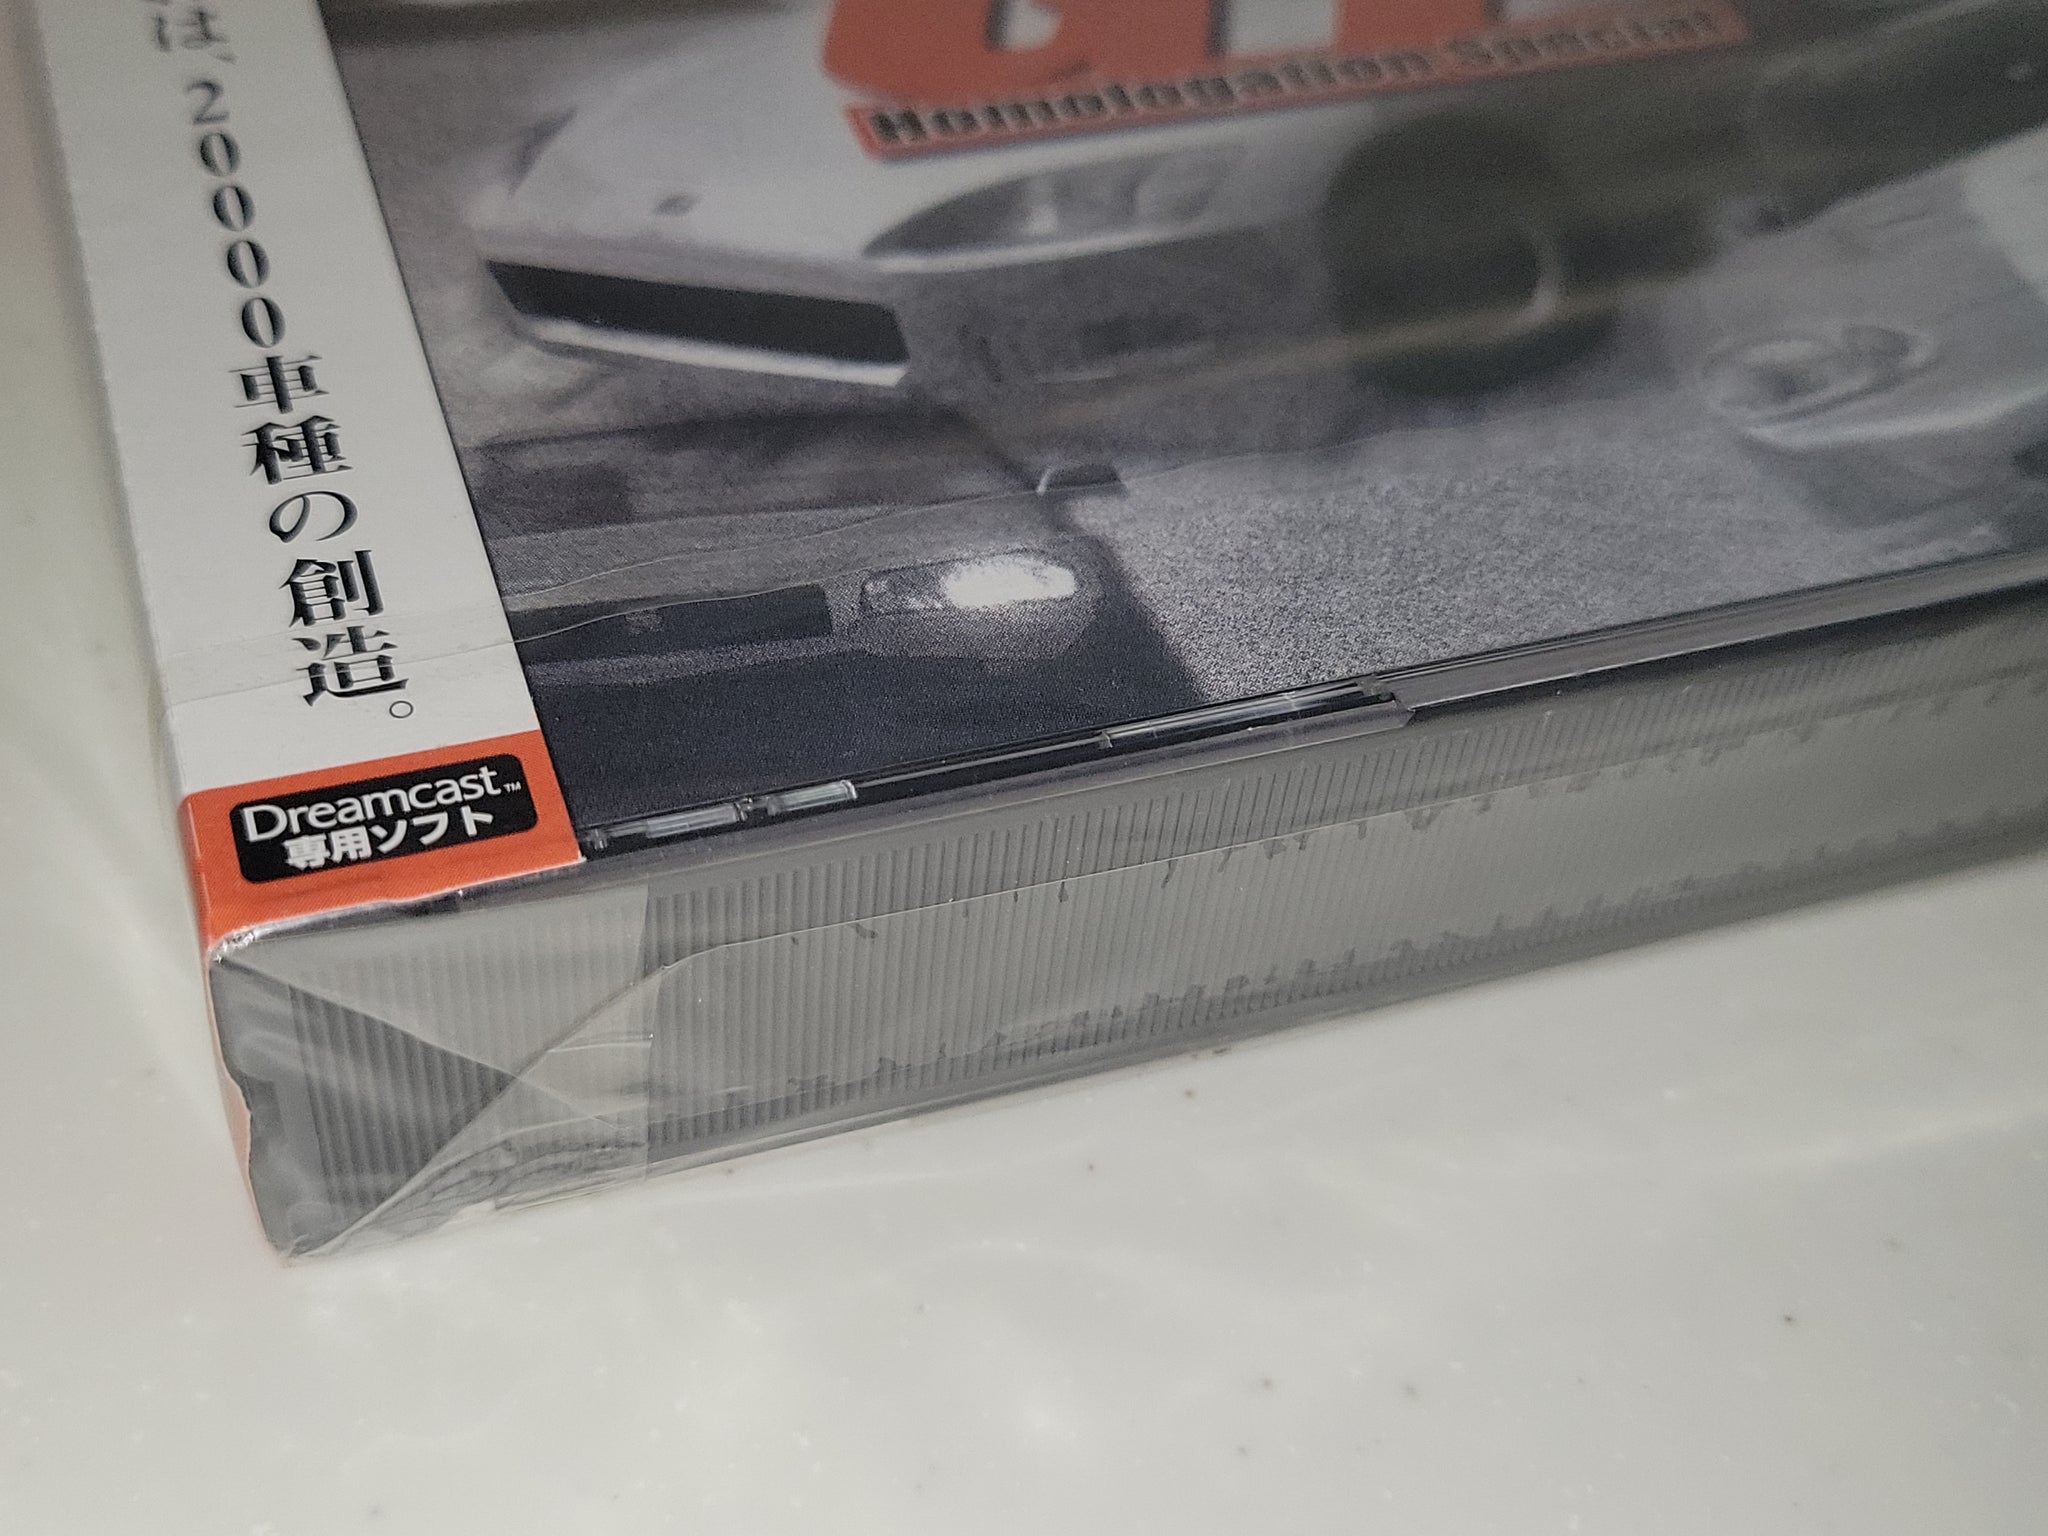 は、200000車種の創造。
Homologation Special
Dreamcast™
専用ソフト